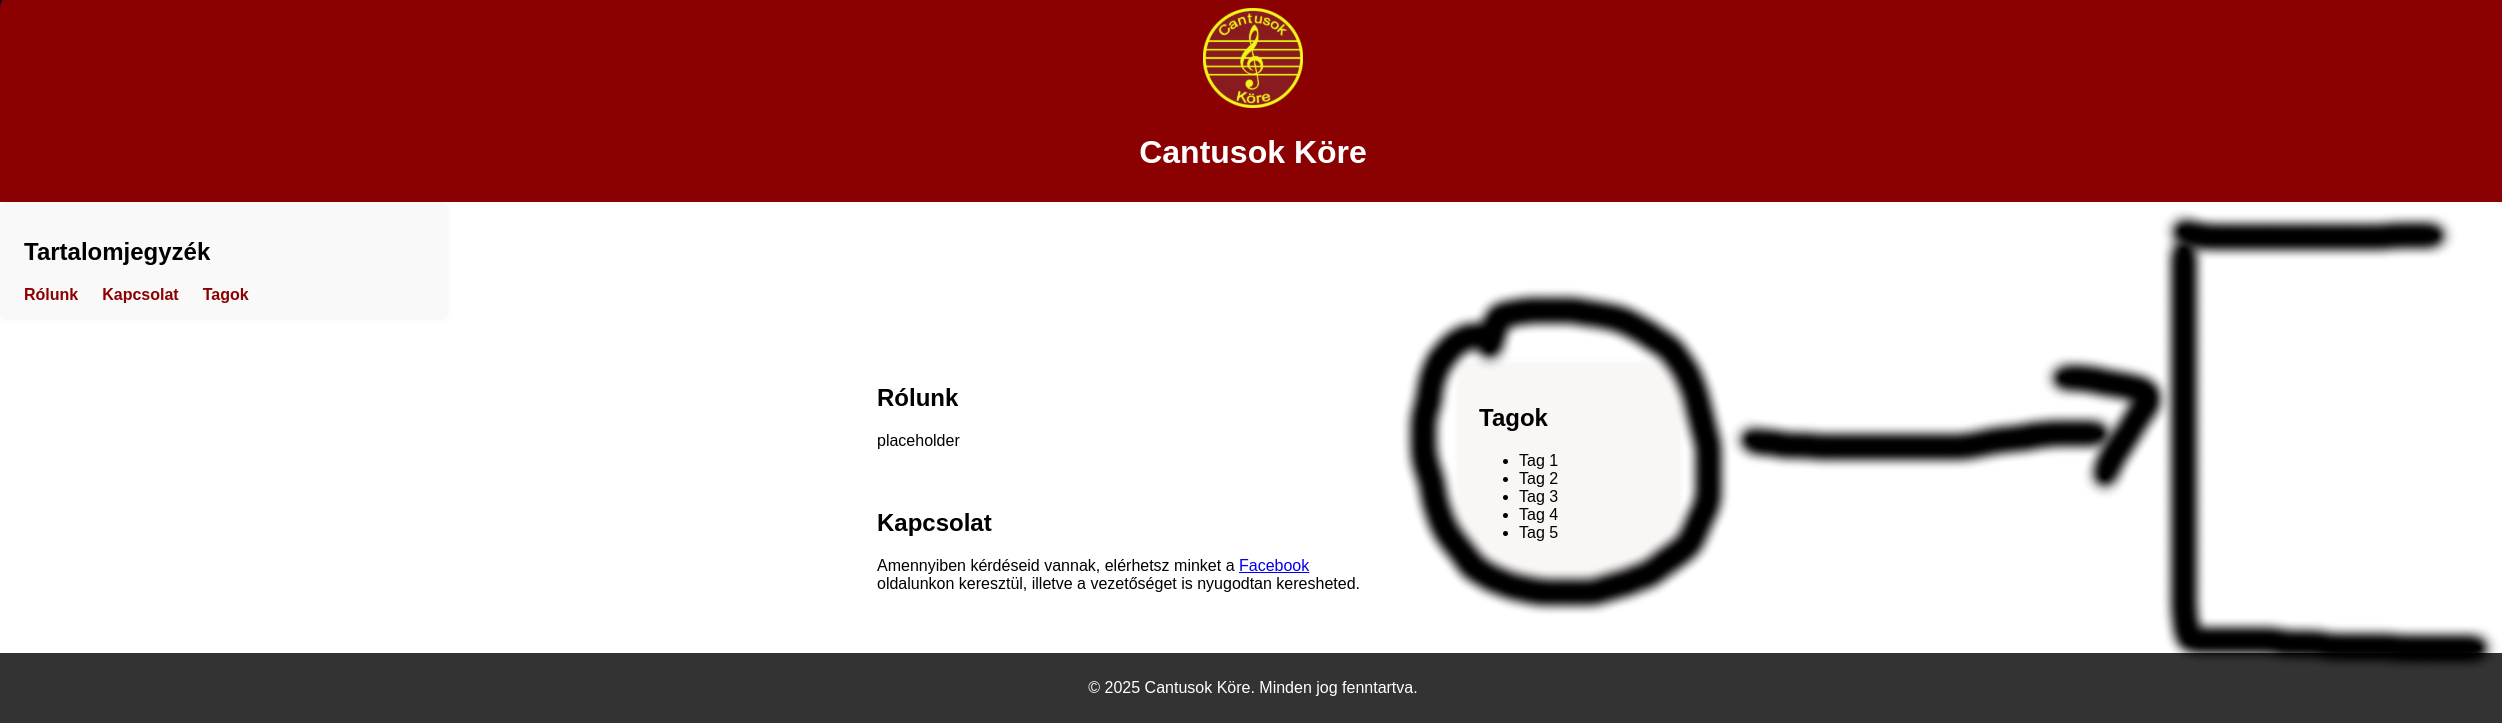 Cantusok
Köre
Cantusok Köre
Tartalomjegyzék
Rólunk Kapcsolat Tagok
Rólunk
placeholder
Kapcsolat
Amennyiben kérdéseid vannak, elérhetsz minket a Facebook
oldalunkon keresztül, illetve a vezetőséget is nyugodtan keresheted.
Tagok
Tag 1
Tag 2
Tag 3
Tag 4
Tag 5
© 2025 Cantusok Köre. Minden jog fenntartva.